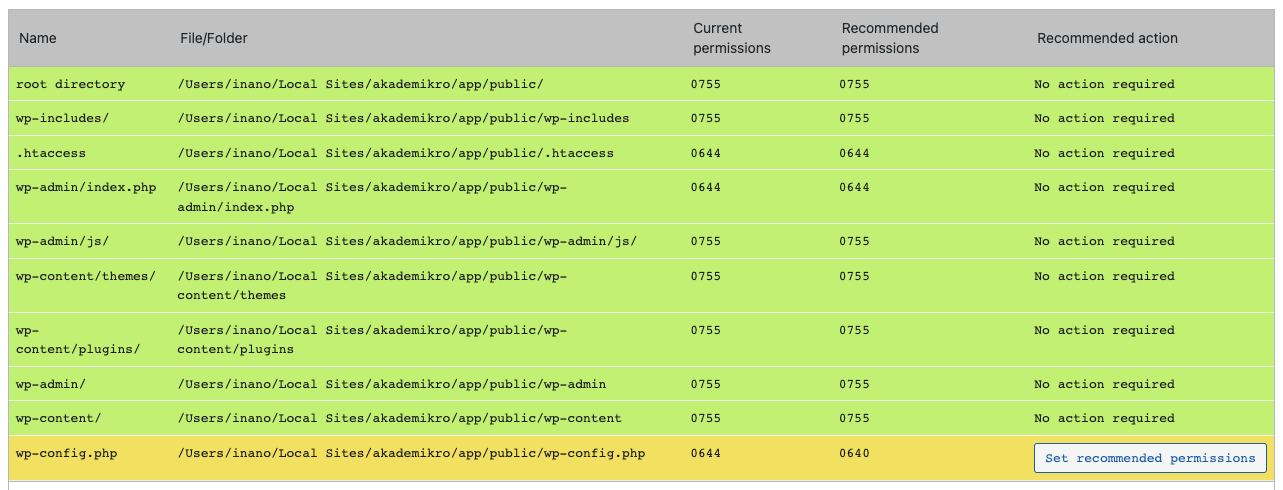 Name File/Folder Current permissions Recommended permissions Recommended action
root directory /Users/inano/Local Sites/akademikro/app/public/ 0755 0755 No action required
wp-includes/ /Users/inano/Local Sites/akademikro/app/public/wp-includes 0755 0755 No action required
.htaccess /Users/inano/Local Sites/akademikro/app/public/.htaccess 0644 0644 No action required
wp-admin/index.php /Users/inano/Local Sites/akademikro/app/public/wp- 0644 0644 No action required
admin/index.php
wp-admin/js/ /Users/inano/Local Sites/akademikro/app/public/wp-admin/js/ 0755 0755 No action required
wp-content/themes/ /Users/inano/Local Sites/akademikro/app/public/wp- 0755 0755 No action required
content/themes
wp- /Users/inano/Local Sites/akademikro/app/public/wp- 0755 0755 No action required
content/plugins/ content/plugins
wp-admin/ /Users/inano/Local Sites/akademikro/app/public/wp-admin 0755 0755 No action required
wp-content/ /Users/inano/Local Sites/akademikro/app/public/wp-content 0755 0755 No action required
wp-config.php /Users/inano/Local Sites/akademikro/app/public/wp-config.php 0644 0640 Set recommended permissions